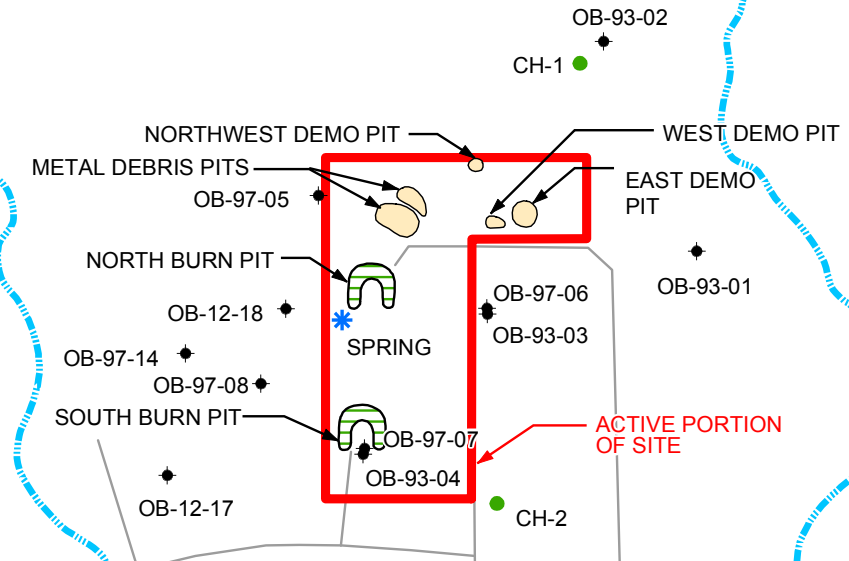 OB-93-02
CH-1
NORTHWEST DEMO PIT
WEST DEMO PIT
METAL DEBRIS PITS
EAST DEMO
PIT
OB-97-05
NORTH BURN PIT
OB-93-01
OB-97-06
OB-12-18
OB-93-03
SPRING
OB-97-14
OB-97-08
SOUTH BURN PIT
ACTIVE PORTION
OF SITE
OB-97-07
OB-93-04
OB-12-17
CH-2